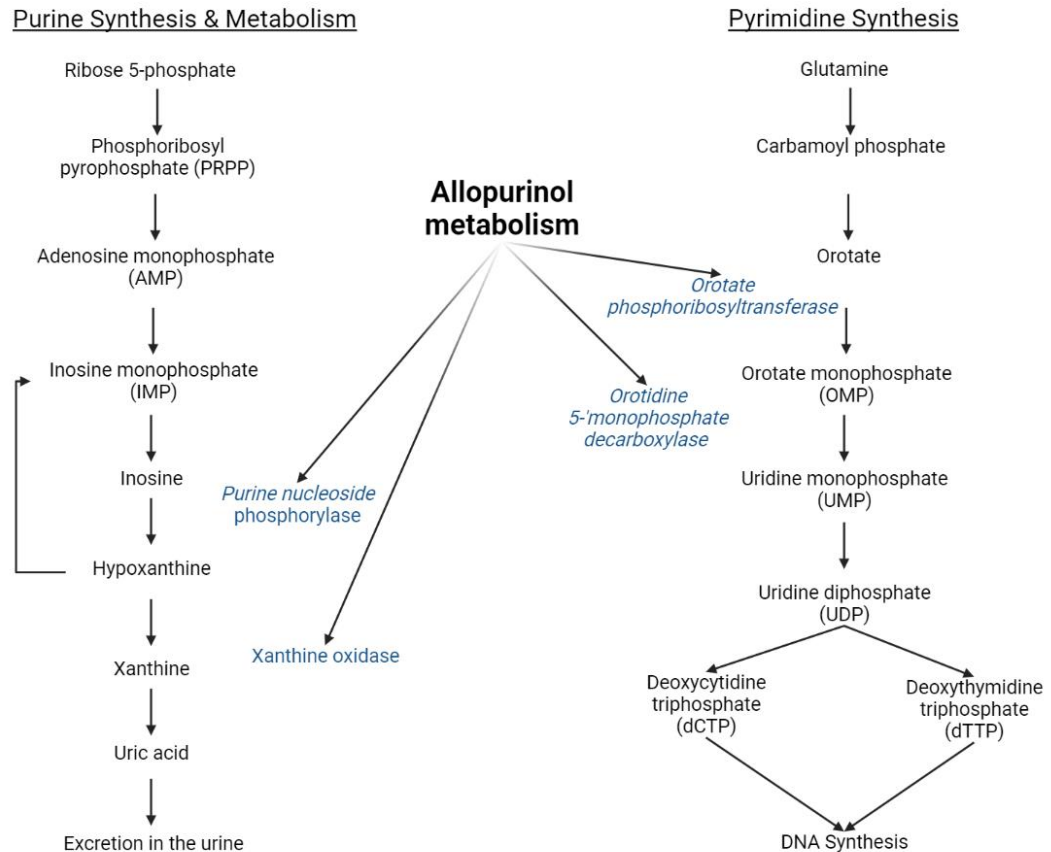 Purine Synthesis & Metabolism
Ribose 5-phosphate
Phosphoribosyl
pyrophosphate (PRPP)
Adenosine monophosphate
(AMP)
Inosine monophosphate
(IMP)
Inosine
Hypoxanthine
Xanthine
Uric acid
Excretion in the urine
Allopurinol
metabolism
Purine nucleoside
phosphorylase
Xanthine oxidase
Orotate
phosphoribosyltransferase
Orotidine
5-'monophosphate
decarboxylase
Pyrimidine Synthesis
Glutamine
Carbamoyl phosphate
Orotate
Orotate monophosphate
(OMP)
Uridine monophosphate
(UMP)
Uridine diphosphate
(UDP)
Deoxycytidine
triphosphate
(dCTP)
Deoxythymidine
triphosphate
(dTTP)
DNA Synthesis